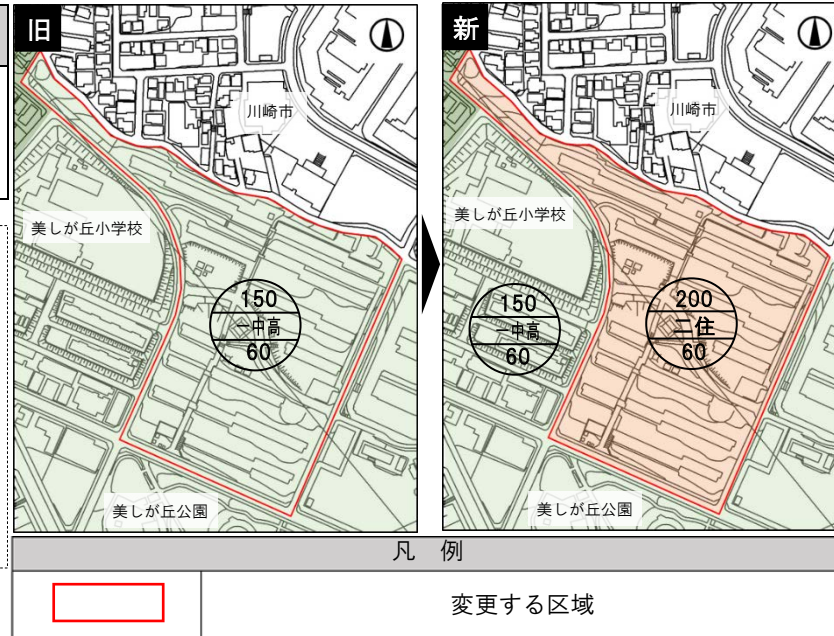 旧
川崎市
美しが丘小学校
150
一中高
60
美しが丘公園
新
川崎市
美しが丘小学校
150
一中高
60
200
二住
60
美しが丘公園
凡 例
変更する区域